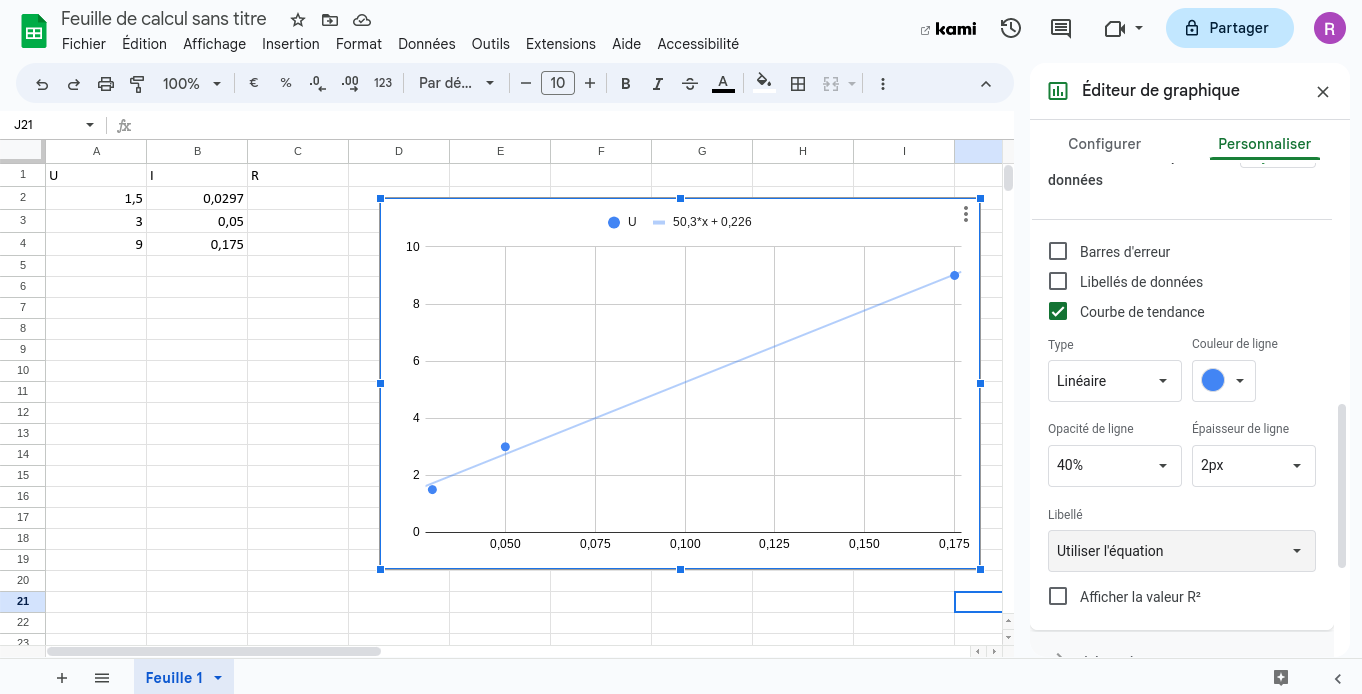 Feuille de calcul sans titre
Fichier Édition Affichage Insertion Format Données Outils Extensions Aide Accessibilité
kami
Partager
R
100% € % .0 .00 123 Par dé... 10 B I S A
J21
fx
Éditeur de graphique
Configurer Personnaliser
données
A B C D E F G H I
1 U I R
2 1,5 0,0297
3 3 0,05
4 9 0,175
5
6
7
8
9
10
11
12
13
14
15
16
17
18
19
20
21
22
23
U 50,3*x + 0,226
10
8
6
4
2
0
0,050 0,075 0,100 0,125 0,150 0,175
Barres d'erreur
Libellés de données
Courbe de tendance
Type Couleur de ligne
Linéaire
Opacité de ligne Épaisseur de ligne
40% 2px
Libellé
Utiliser l'équation
Afficher la valeur R²
Feuille 1